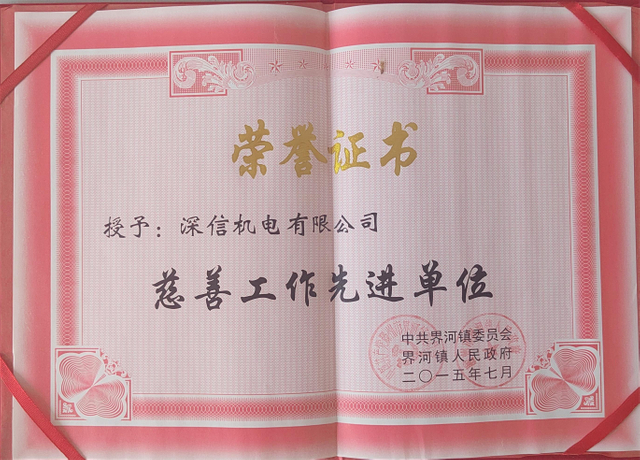 荣誉证书
授予：深信机电有限公司
慈善工作先进单位
中共界河镇委员会
界河镇人民政府
二〇一五年七月